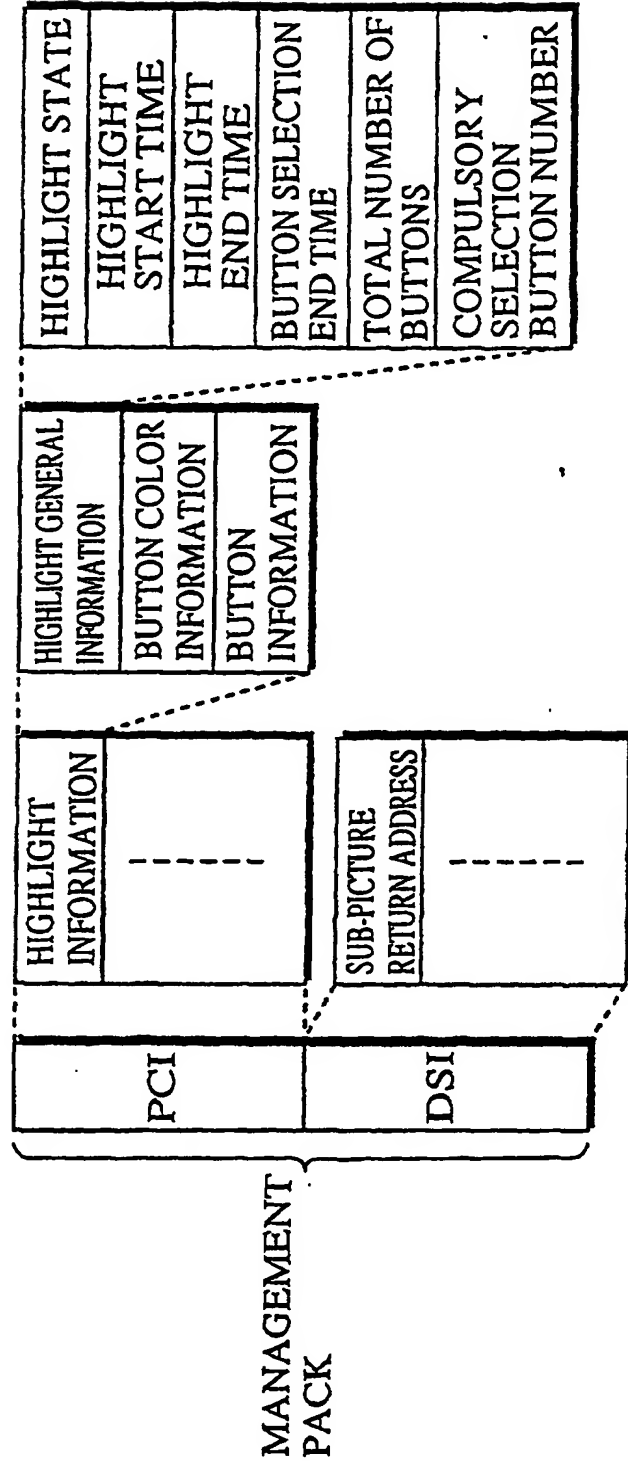 MANAGEMENT
PACK
PCI
DSI
HIGHLIGHT
INFORMATION
SUB-PICTURE
RETURN ADDRESS
HIGHLIGHT GENERAL
INFORMATION
BUTTON COLOR
INFORMATION
BUTTON
INFORMATION
HIGHLIGHT STATE
HIGHLIGHT
START TIME
HIGHLIGHT
END TIME
BUTTON SELECTION
END TIME
TOTAL NUMBER OF
BUTTONS
COMPULSORY
SELECTION
BUTTON NUMBER